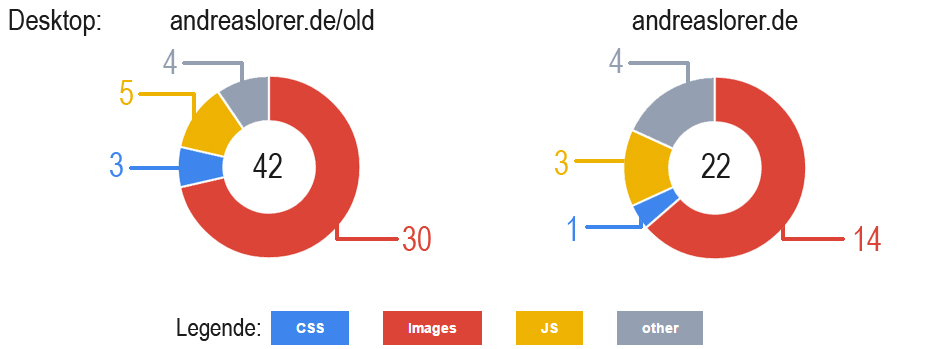 Desktop: andreaslorer.de/old andreaslorer.de
4 4
5
3 42 3 22
1
30 14
Legende: CSS Images JS other